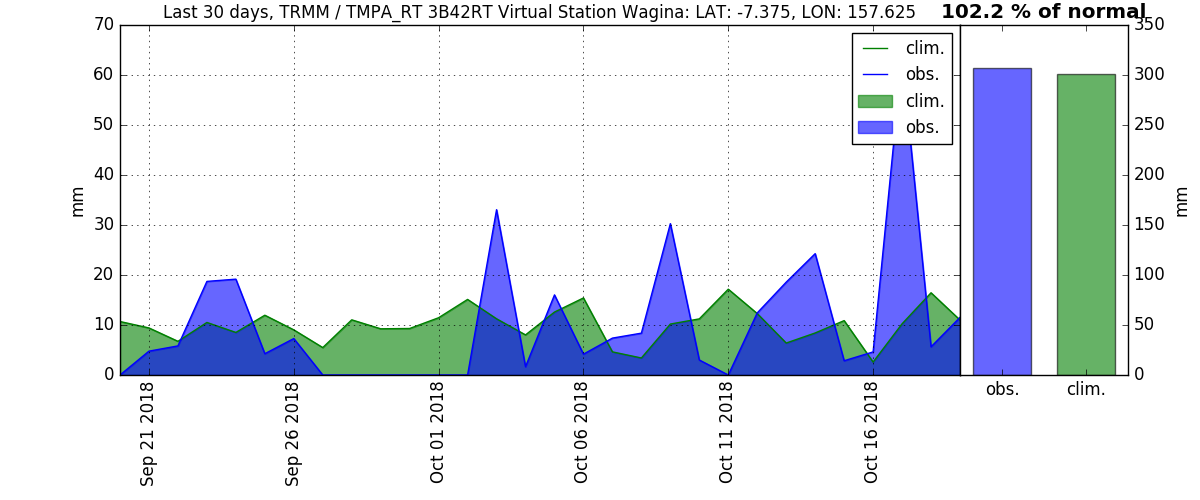 Last 30 days, TRMM / TMPA_RT 3B42RT Virtual Station Wagina: LAT: -7.375, LON: 157.625
102.2 % of normal
70
60
50
40
30
20
10
0
mm
clim.
obs.
clim.
obs.
350
300
250
200
150
100
50
0
mm
Sep 21 2018
Sep 26 2018
Oct 01 2018
Oct 06 2018
Oct 11 2018
Oct 16 2018
obs.
clim.